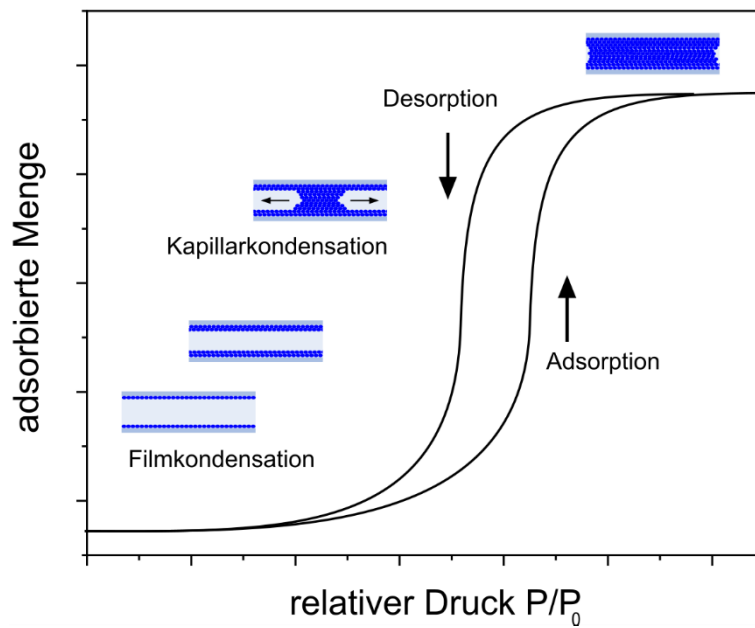 Desorption
Kapillarkondensation
Adsorption
Filmkondensation
adsorbierte Menge
relativer Druck P/P₀